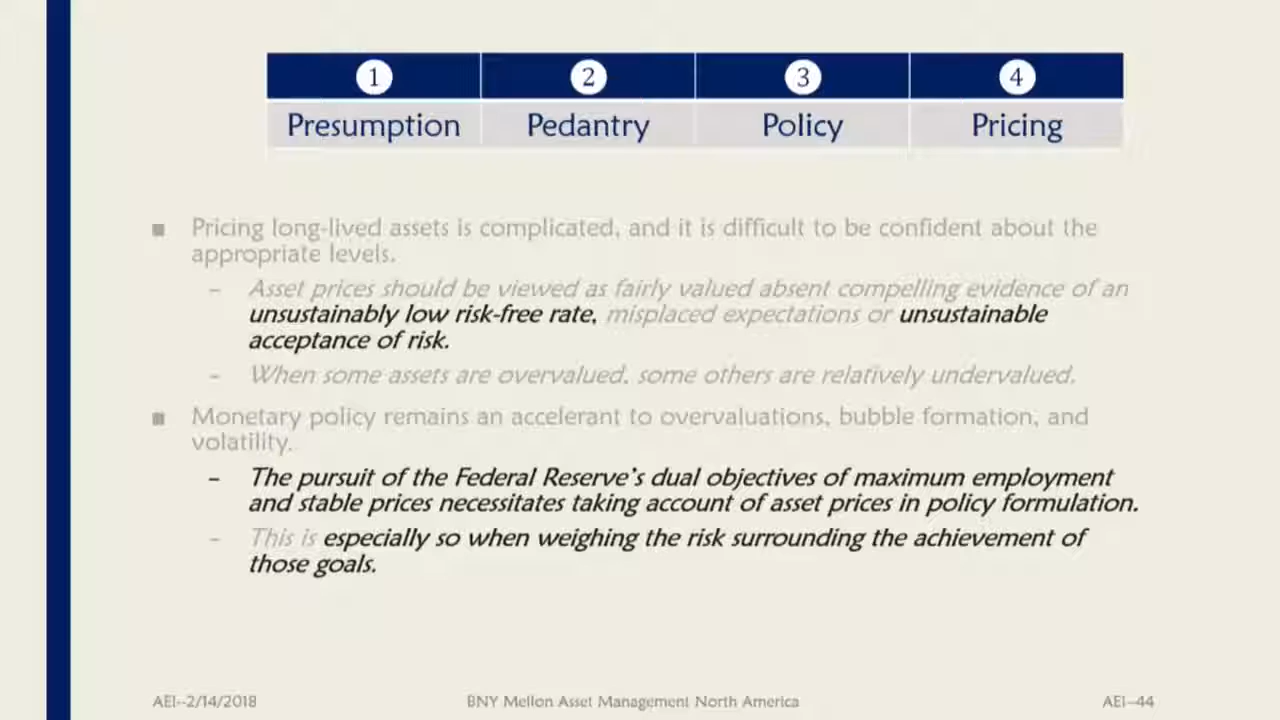 1 2 3 4
Presumption Pedantry Policy Pricing
■ Pricing long-lived assets is complicated, and it is difficult to be confident about the
appropriate levels.
– Asset prices should be viewed as fairly valued absent compelling evidence of an
unsustainably low risk-free rate, misplaced expectations or unsustainable
acceptance of risk.
– When some assets are overvalued, some others are relatively undervalued.
■ Monetary policy remains an accelerant to overvaluations, bubble formation, and
volatility.
– The pursuit of the Federal Reserve's dual objectives of maximum employment
and stable prices necessitates taking account of asset prices in policy formulation.
– This is especially so when weighing the risk surrounding the achievement of
those goals.
AEI--2/14/2018 BNY Mellon Asset Management North America AEI–44